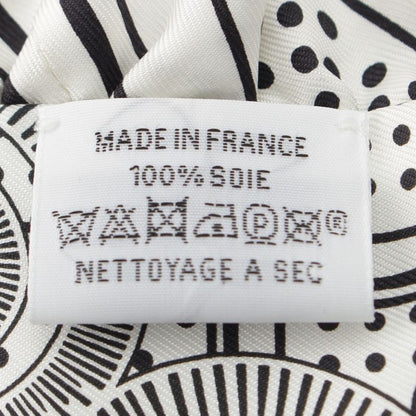 MADE IN FRANCE
100% SOIE
P ®
NETTOYAGE A SEC